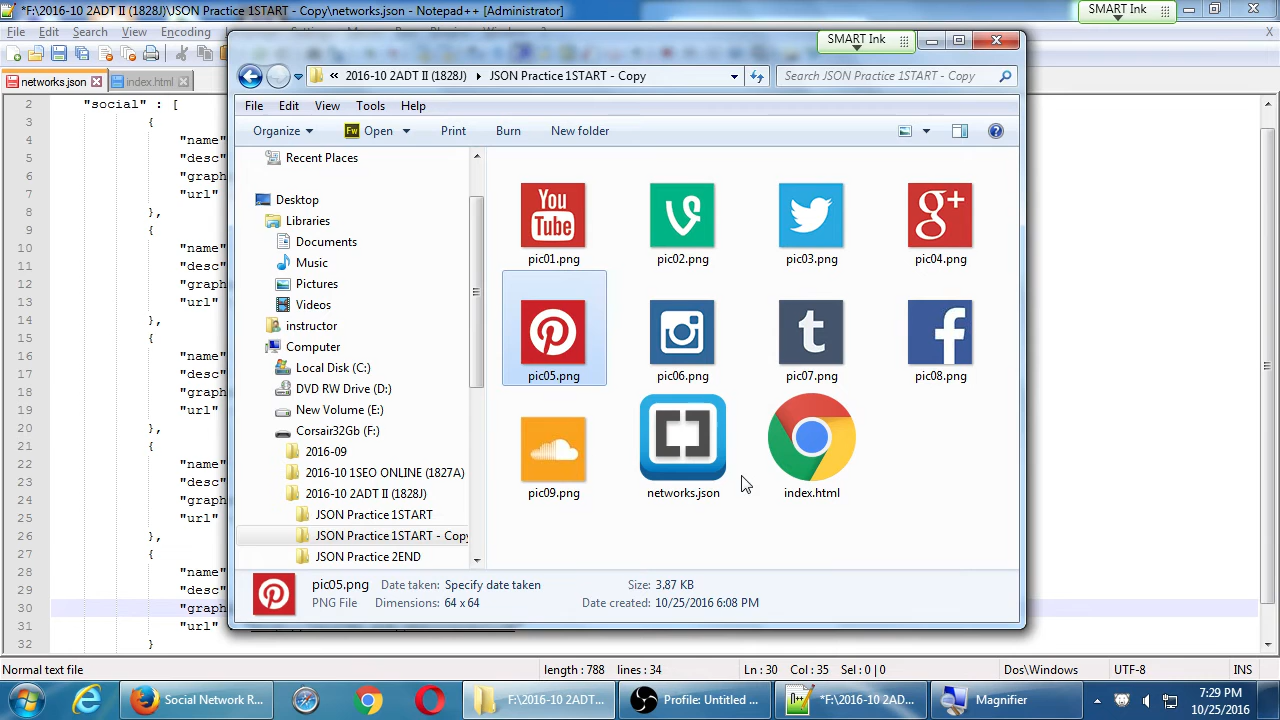 *F:\2016-10 2ADT II (1828J)\JSON Practice 1START - Copy\networks.json - Notepad++ [Administrator]
SMART Ink
File Edit Search View Encoding
networks.json index.html
SMART Ink
2016-10 2ADT II (1828J) JSON Practice 1START - Copy
Search JSON Practice 1START - Copy
File Edit View Tools Help
Organize Open Print Burn New folder
Recent Places
Desktop
Libraries
Documents
Music
Pictures
Videos
instructor
Computer
Local Disk (C:)
DVD RW Drive (D:)
New Volume (E:)
Corsair32Gb (F:)
2016-09
2016-10 1SEO ONLINE (1827A)
2016-10 2ADT II (1828J)
JSON Practice 1START
JSON Practice 1START - Copy
JSON Practice 2END
You Tube
g+
pic01.png pic02.png pic03.png pic04.png
pic05.png pic06.png pic07.png pic08.png
pic09.png networks.json index.html
pic05.png Date taken: Specify date taken Size: 3.87 KB
PNG File Dimensions: 64 x 64 Date created: 10/25/2016 6:08 PM
2 "social" : [
3 {
4 "name"
5 "desc"
6 "graph
7 "url"
8 },
9 {
10 "name"
11 "desc"
12 "graph
13 "url"
14 },
15 {
16 "name"
17 "desc"
18 "graph
19 "url"
20 },
21 {
22 "name"
23 "desc"
24 "graph
25 "url"
26 },
27 {
28 "name"
29 "desc"
30 "graph
31 "url"
32 }
Normal text file length : 788 lines : 34 Ln : 30 Col : 35 Sel : 0 | 0 Dos\Windows UTF-8 INS
Social Network R... F:\2016-10 2ADT... Profile: Untitled ... *F:\2016-10 2AD... Magnifier
7:29 PM
10/25/2016